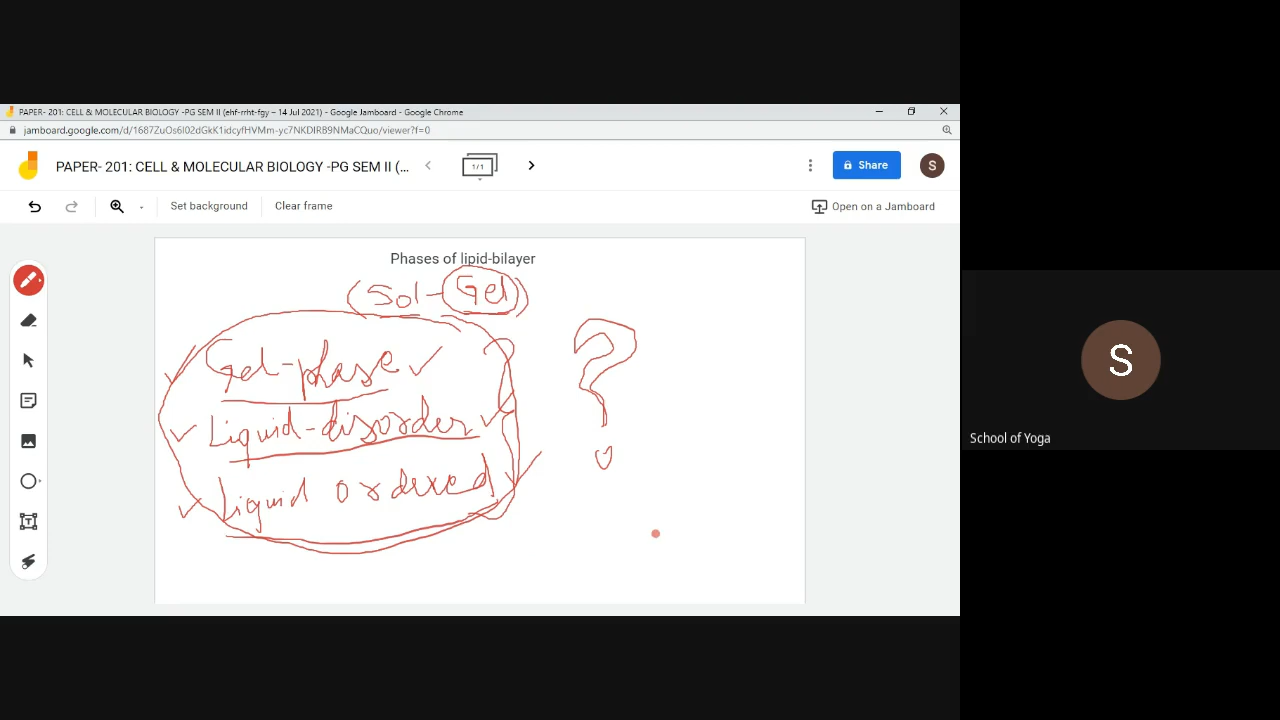 PAPER- 201: CELL & MOLECULAR BIOLOGY -PG SEM II (ehf-rrht-fgy – 14 Jul 2021) - Google Jamboard - Google Chrome
jamboard.google.com/d/1687ZuOs6I02dGkK1idcyfHVMm-yc7NKDIRB9NMaCQuo/viewer?f=0
PAPER- 201: CELL & MOLECULAR BIOLOGY -PG SEM II (...
1/1
Share
S
Set background
Clear frame
Open on a Jamboard
Phases of lipid-bilayer
(Sol-Gel)
Gel-phase ✓
✓ Liquid-disorder ✓
✓ Liquid ordered ✓
?
S
School of Yoga